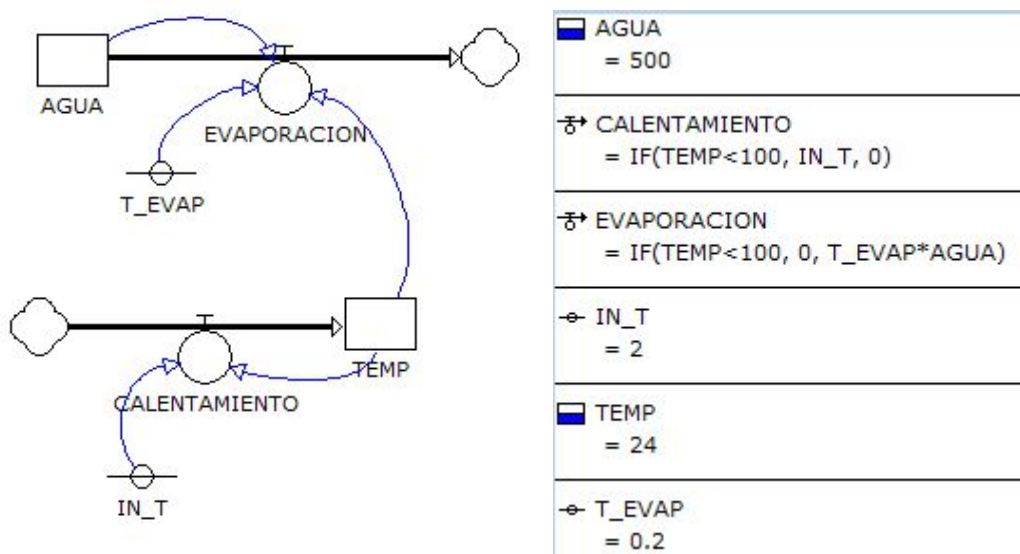 AGUA
EVAPORACION
T_EVAP
TEMP
CALENTAMIENTO
IN_T
AGUA
= 500
CALENTAMIENTO
= IF(TEMP<100, IN_T, 0)
EVAPORACION
= IF(TEMP<100, 0, T_EVAP*AGUA)
IN_T
= 2
TEMP
= 24
T_EVAP
= 0.2